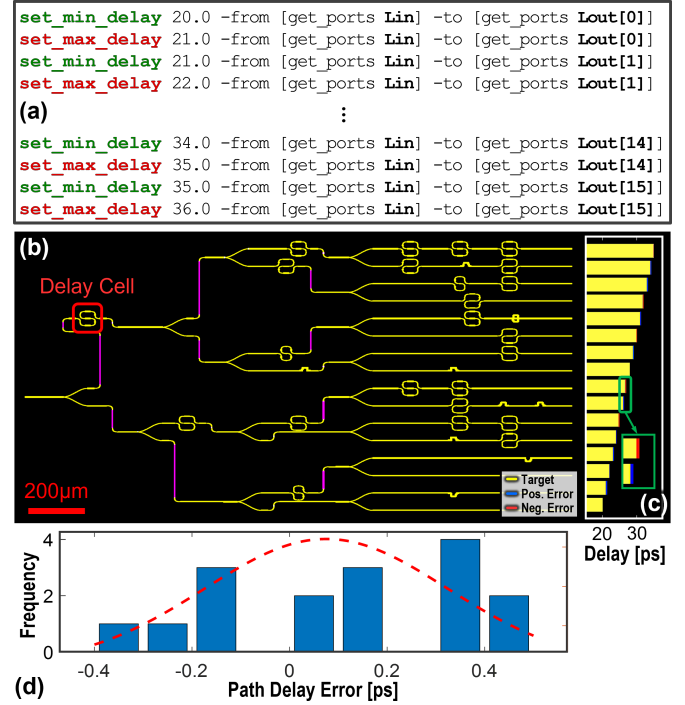 set_min_delay 20.0 -from [get_ports Lin] -to [get_ports Lout[0]]
set_max_delay 21.0 -from [get_ports Lin] -to [get_ports Lout[0]]
set_min_delay 21.0 -from [get_ports Lin] -to [get_ports Lout[1]]
set_max_delay 22.0 -from [get_ports Lin] -to [get_ports Lout[1]]
(a) ⋮
set_min_delay 34.0 -from [get_ports Lin] -to [get_ports Lout[14]]
set_max_delay 35.0 -from [get_ports Lin] -to [get_ports Lout[14]]
set_min_delay 35.0 -from [get_ports Lin] -to [get_ports Lout[15]]
set_max_delay 36.0 -from [get_ports Lin] -to [get_ports Lout[15]]
(b)
Delay Cell
200µm
Target
Pos. Error
Neg. Error
(c)
20 30
Delay [ps]
4
2
0
Frequency
-0.4 -0.2 0 0.2 0.4
Path Delay Error [ps]
(d)